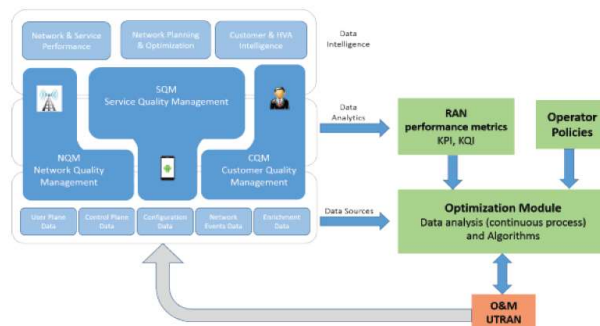 Network & Service
Performance
Network Planning
& Optimization
Customer & HVA
Intelligence
Data
Intelligence
SQM
Service Quality Management
Data
Analytics
RAN
performance metrics
KPI, KQI
Operator
Policies
NQM
Network Quality
Management
CQM
Customer Quality
Management
User Plane
Data
Control Plane
Data
Configuration
Data
Network
Events Data
Enrichment
Data
Data Sources
Optimization Module
Data analysis (continuous process)
and Algorithms
O&M
UTRAN